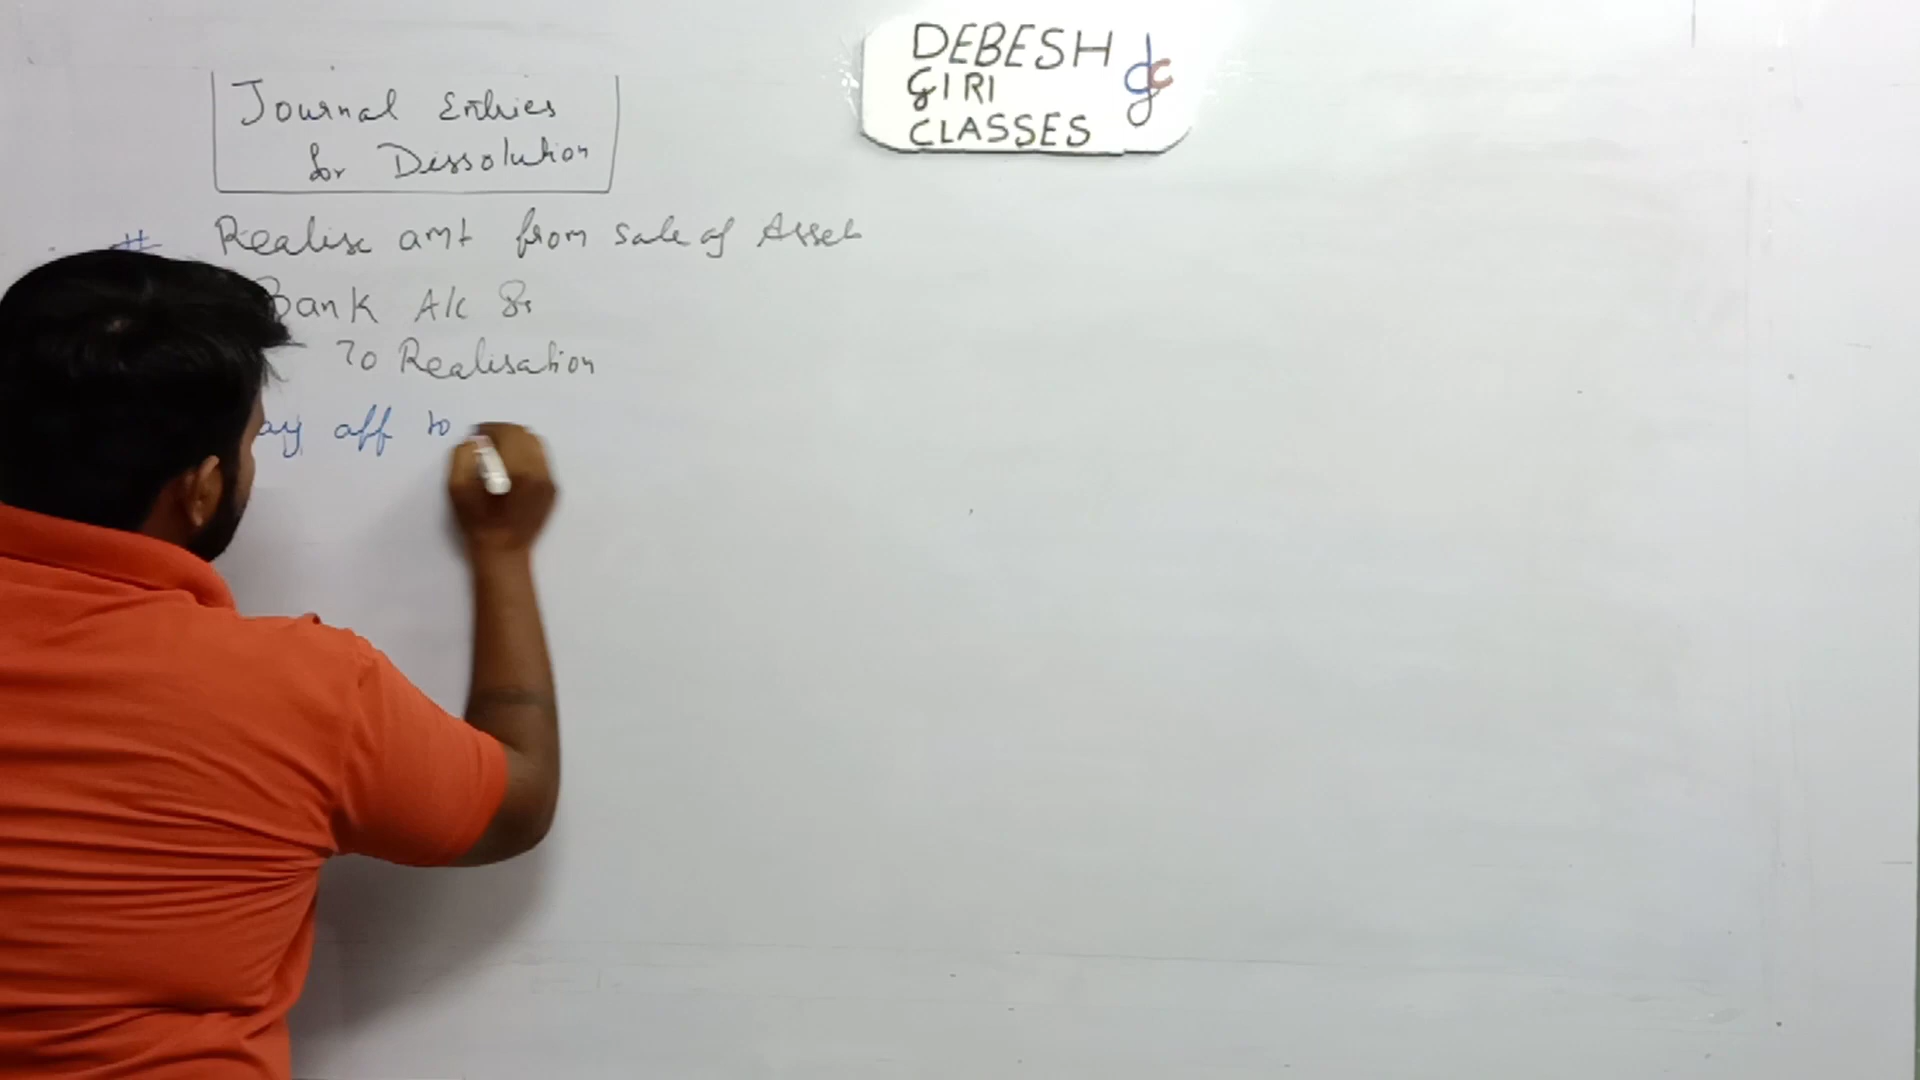 DEBESH
GIRI
CLASSES
dc
Journal Entries
for Dissolution
# Realise amt from sale of Asset
Bank A/c Dr
To Realisation
ay off to